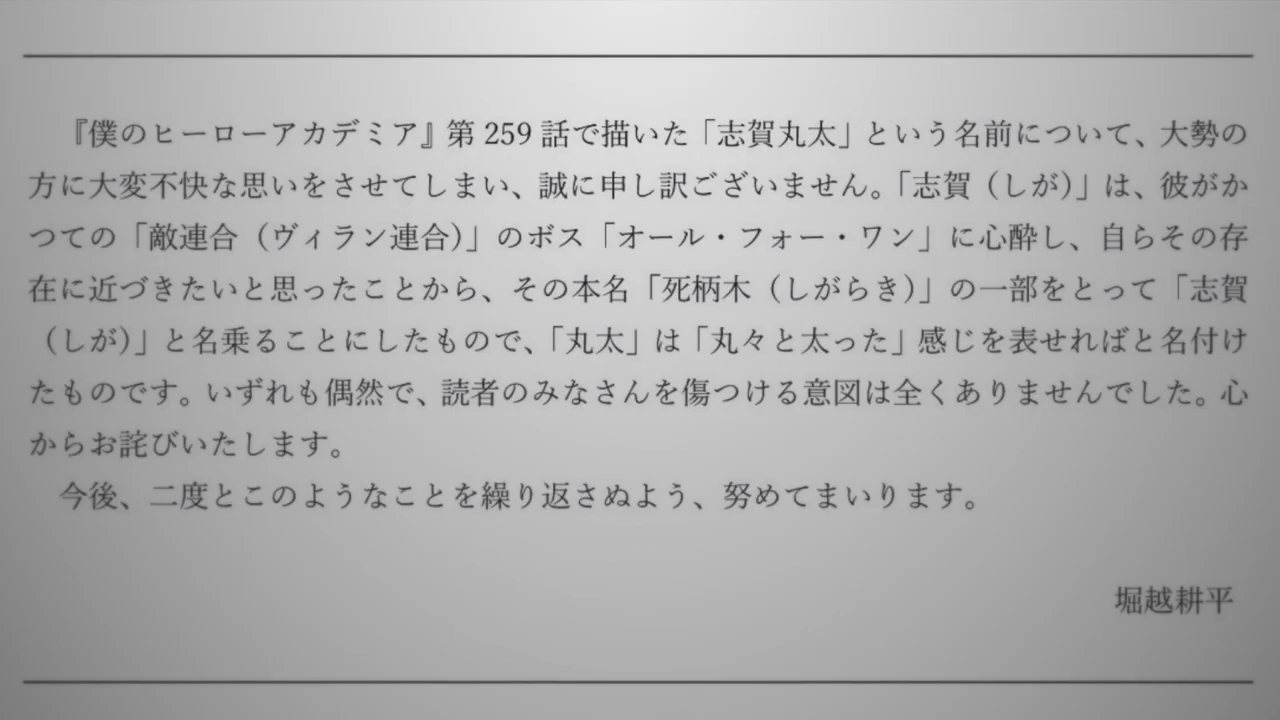 『僕のヒーローアカデミア』第 259 話で描いた「志賀丸太」という名前について、大勢の
方に大変不快な思いをさせてしまい、誠に申し訳ございません。「志賀（しが）」は、彼がか
つての「敵連合（ヴィラン連合）」のボス「オール・フォー・ワン」に心酔し、自らその存
在に近づきたいと思ったことから、その本名「死柄木（しがらき）」の一部をとって「志賀
（しが）」と名乗ることにしたもので、「丸太」は「丸々と太った」感じを表せればと名付け
たものです。いずれも偶然で、読者のみなさんを傷つける意図は全くありませんでした。心
からお詫びいたします。
今後、二度とこのようなことを繰り返さぬよう、努めてまいります。
堀越耕平